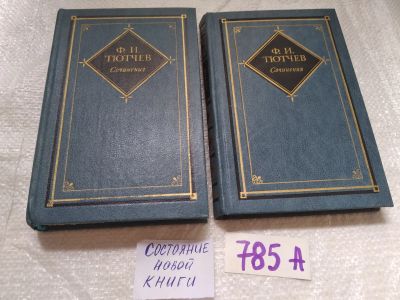 Ф. И.
ТЮТЧЕВ
Сочинения
Ф. И.
ТЮТЧЕВ
Сочинения
СОСТОЯНИЕ
НОВОЙ
КНИГИ
785 А